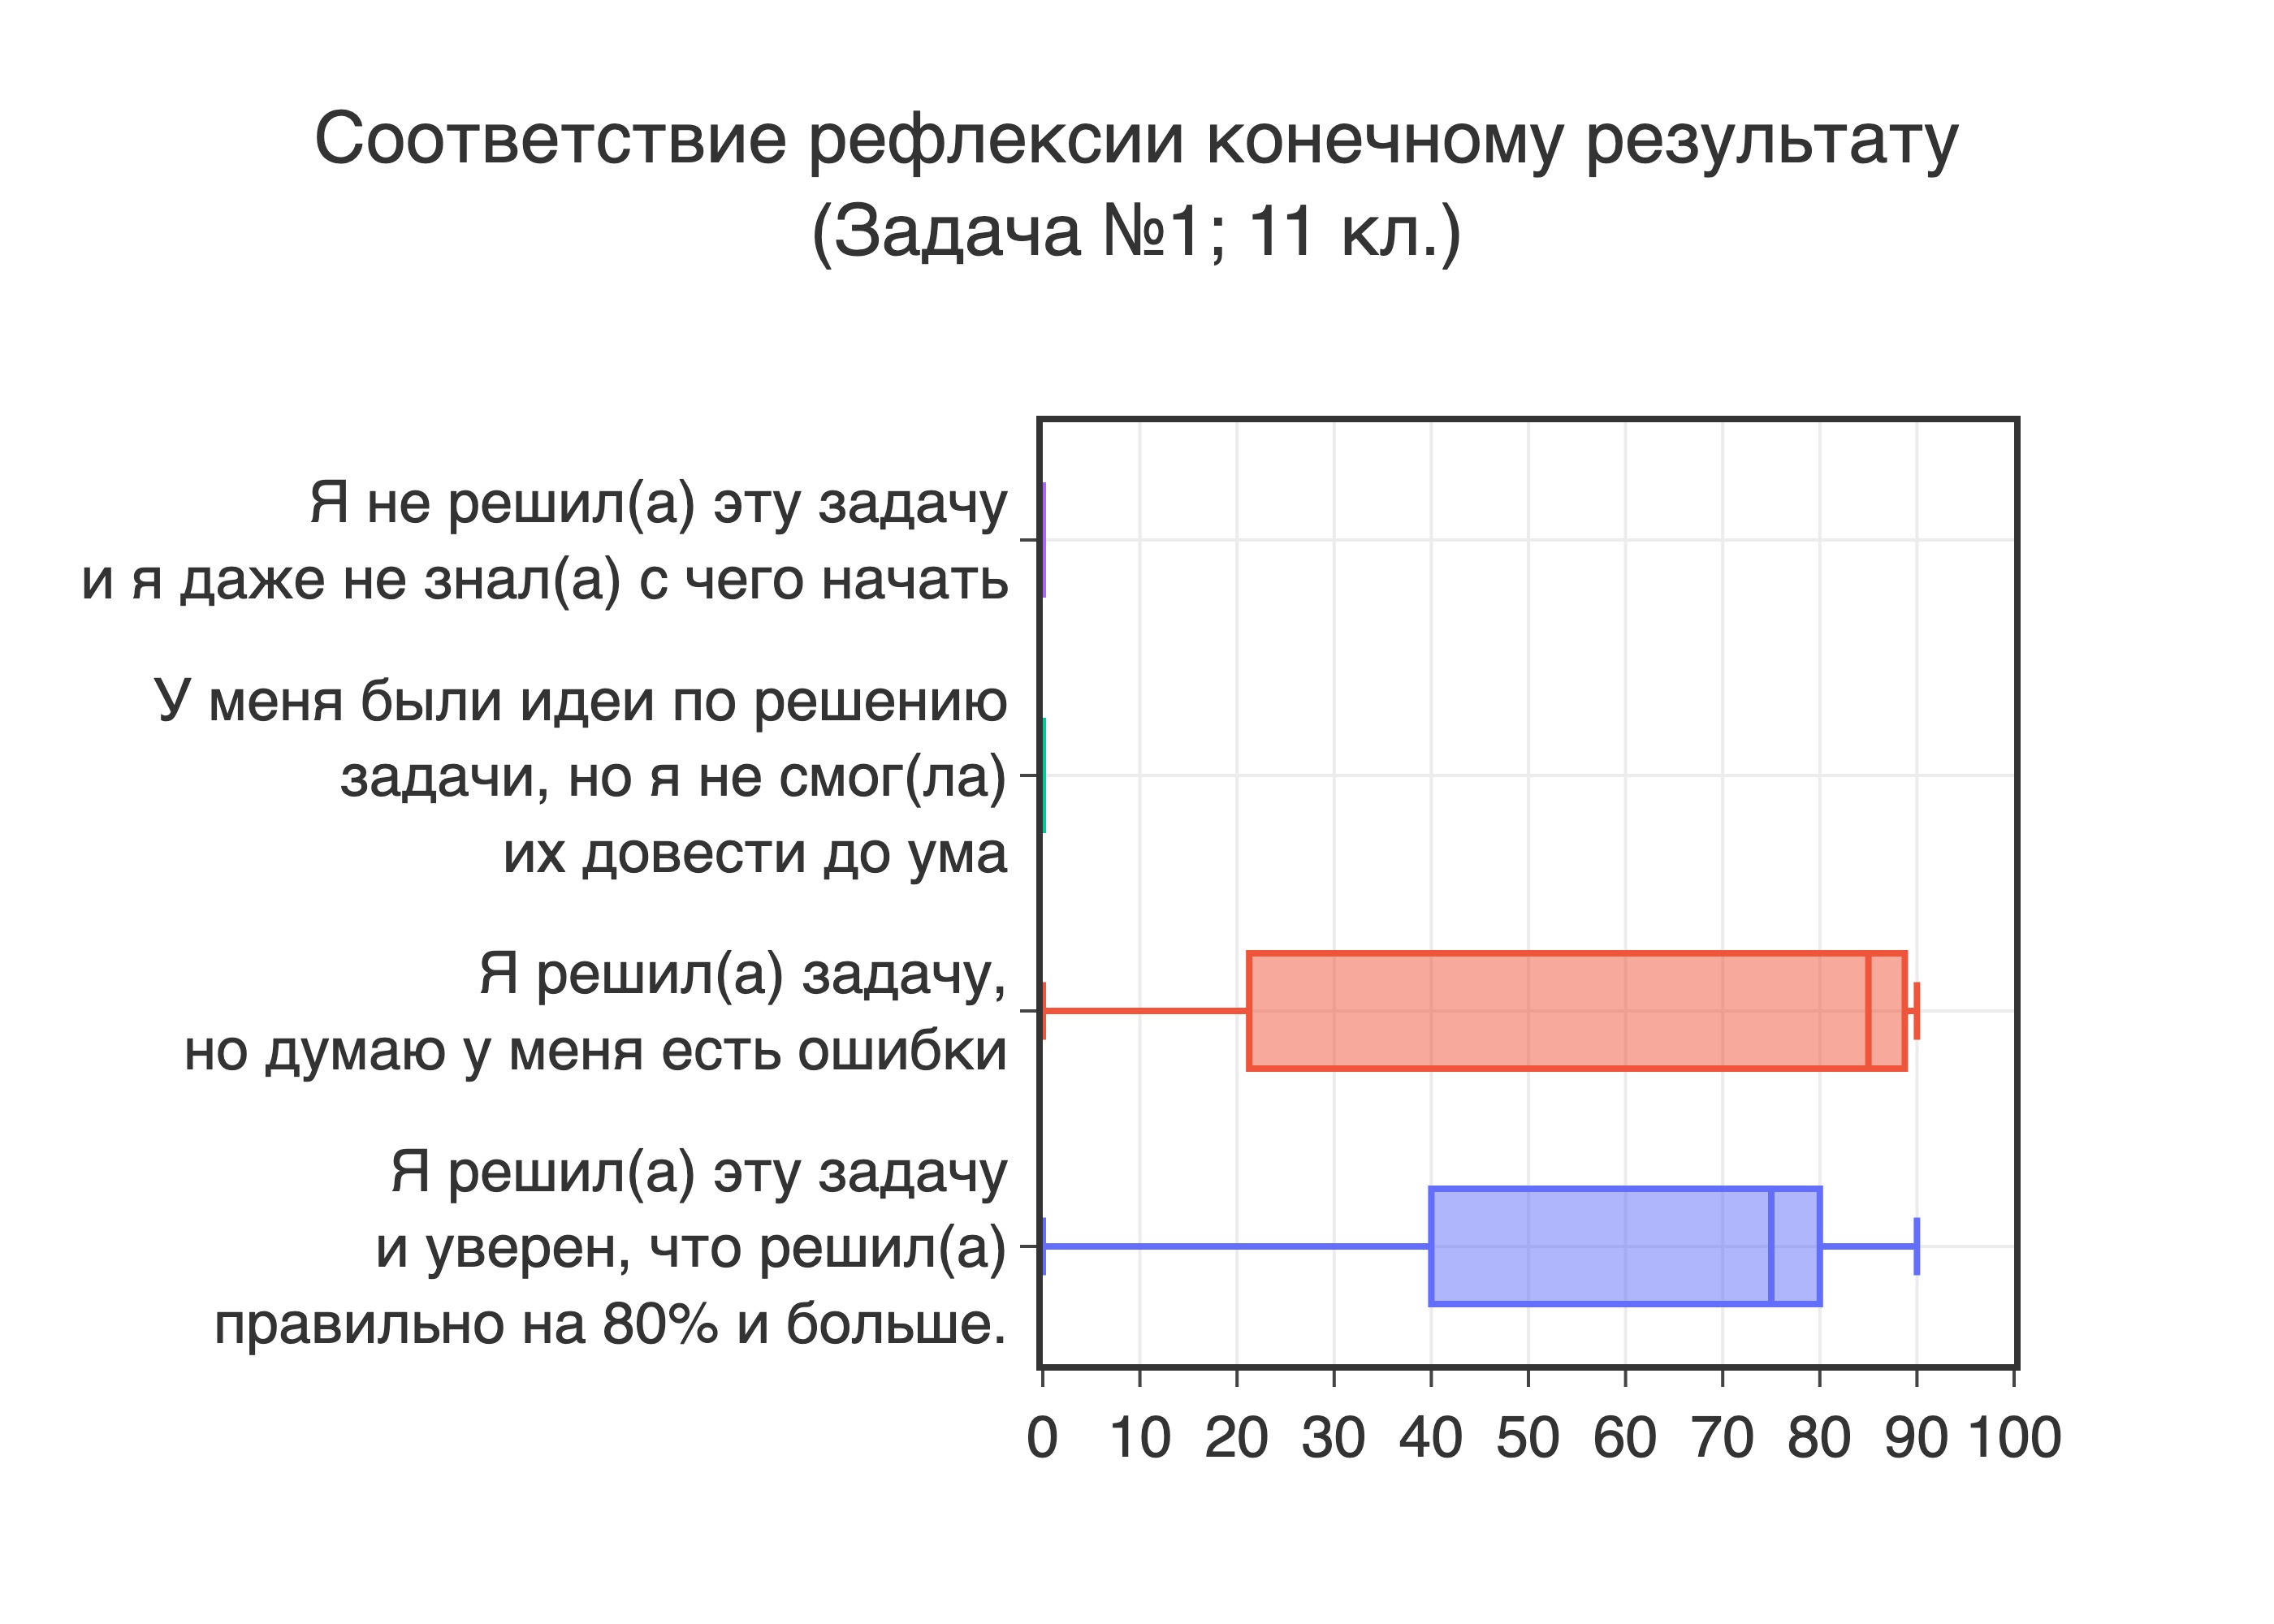 Соответствие рефлексии конечному результату
(Задача №1; 11 кл.)
Я не решил(а) эту задачу
и я даже не знал(а) с чего начать
У меня были идеи по решению
задачи, но я не смог(ла)
их довести до ума
Я решил(а) задачу,
но думаю у меня есть ошибки
Я решил(а) эту задачу
и уверен, что решил(а)
правильно на 80% и больше.
0 10 20 30 40 50 60 70 80 90 100